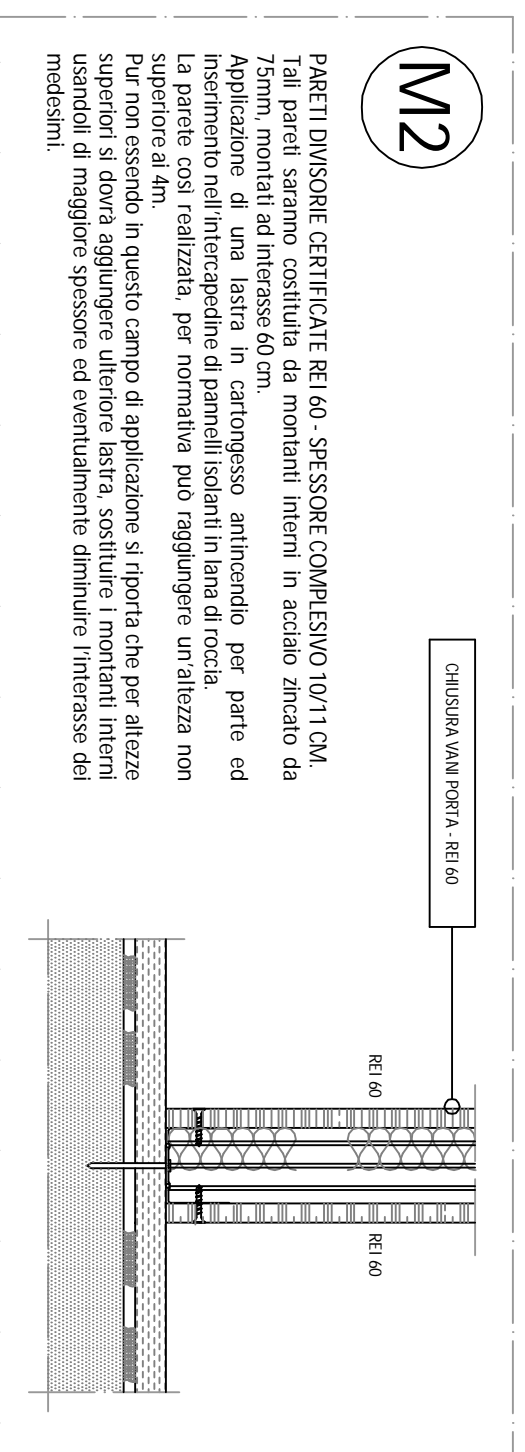 M2
PARETI DIVISORIE CERTIFICATE REI 60 - SPESSORE COMPLESIVO 10/11 CM.
Tali pareti saranno costituita da montanti interni in acciaio zincato da
75mm, montati ad interasse 60 cm.
Applicazione di una lastra in cartongesso antincendio per parte ed
inserimento nell'intercapedine di pannelli isolanti in lana di roccia.
La parete così realizzata, per normativa può raggiungere un'altezza non
superiore ai 4m.
Pur non essendo in questo campo di applicazione si riporta che per altezze
superiori si dovrà aggiungere ulteriore lastra, sostituire i montanti interni
usandoli di maggiore spessore ed eventualmente diminuire l'interasse dei
medesimi.
CHIUSURA VANI PORTA - REI 60
REI 60
REI 60